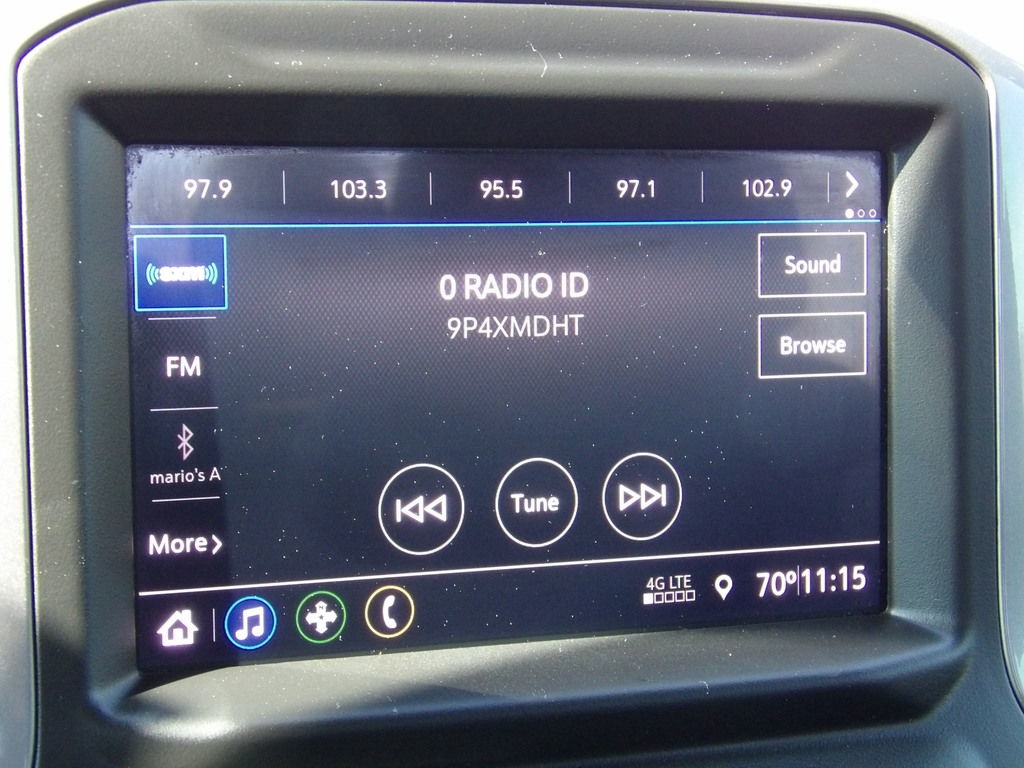 97.9 103.3 95.5 97.1 102.9
SXM
Sound
0 RADIO ID
9P4XMDHT
Browse
FM
mario's A
Tune
More
4G LTE
70° 11:15